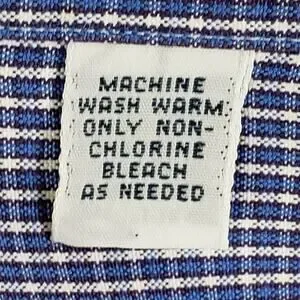 MACHINE
WASH WARM
ONLY NON-
CHLORINE
BLEACH
AS NEEDED